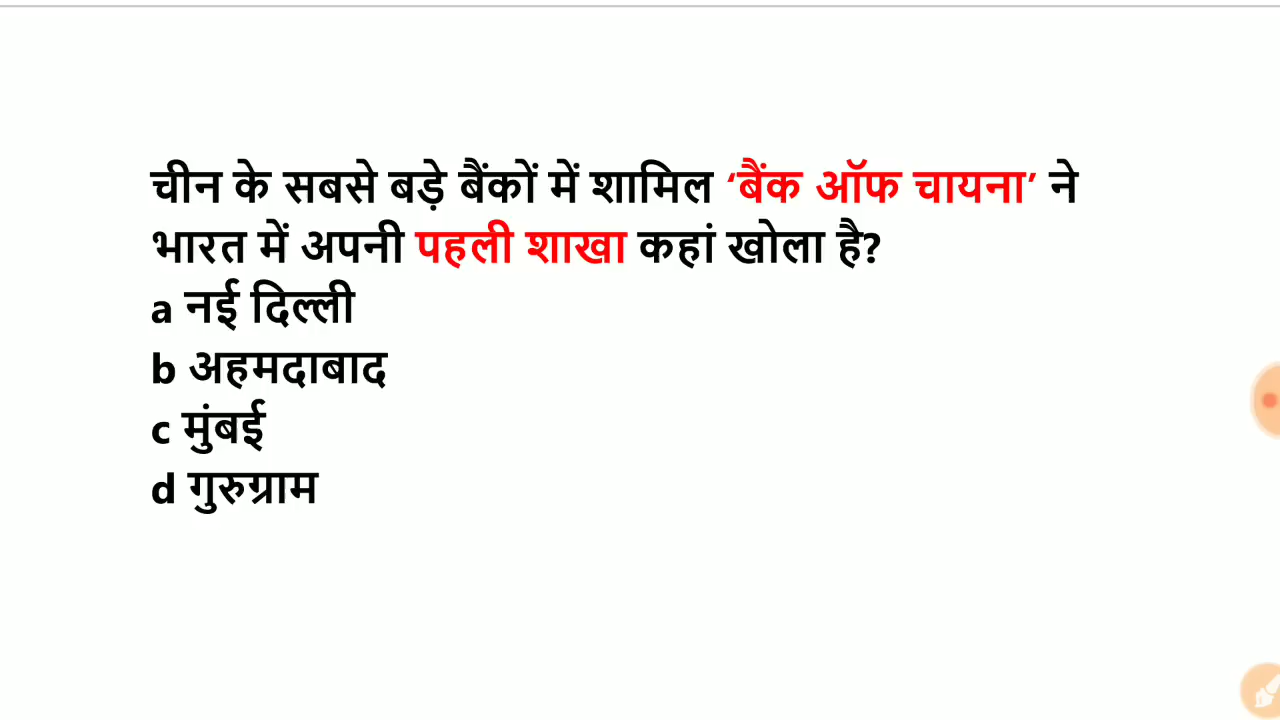 चीन के सबसे बड़े बैंकों में शामिल ‘बैंक ऑफ चायना’ ने
भारत में अपनी पहली शाखा कहां खोला है?
a नई दिल्ली
b अहमदाबाद
c मुंबई
d गुरुग्राम